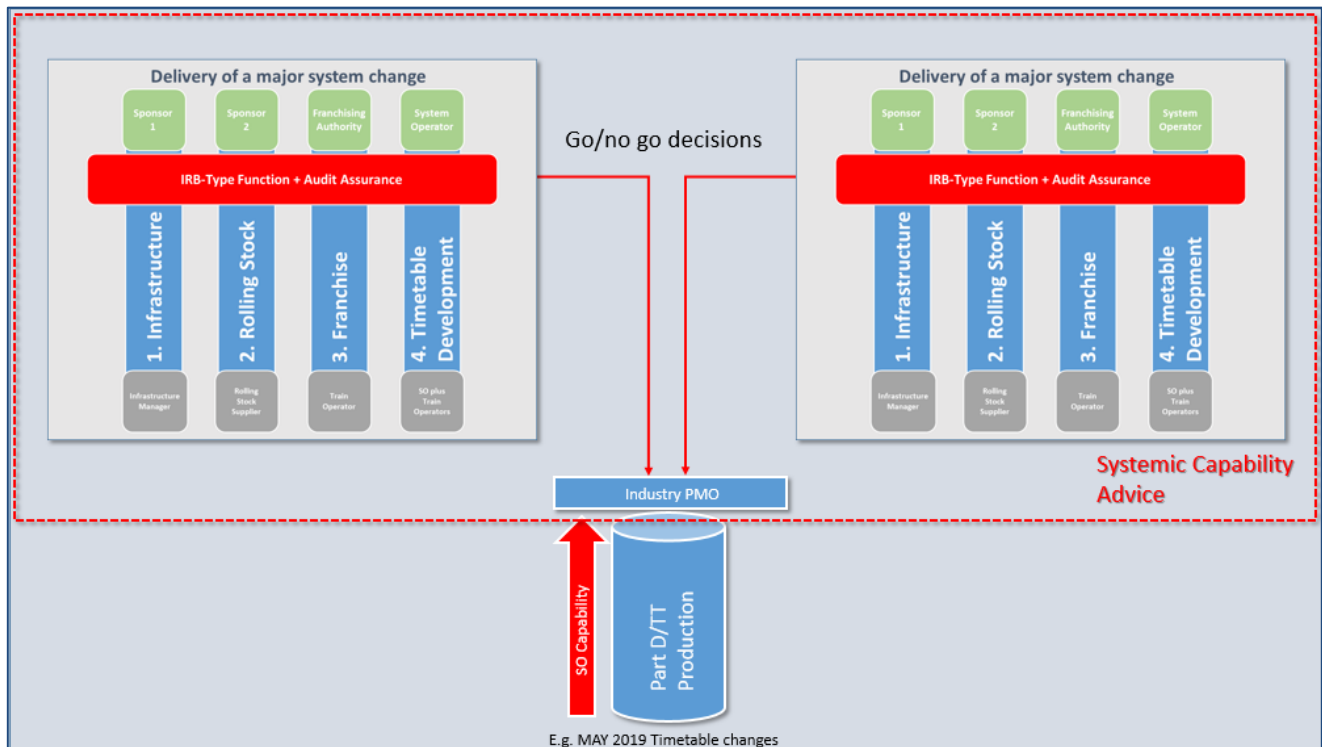 Delivery of a major system change
Sponsor
1
Sponsor
2
Franchising
Authority
System
Operator
IRB-Type Function + Audit Assurance
1. Infrastructure
2. Rolling Stock
3. Franchise
4. Timetable
Development
Infrastructure
Manager
Rolling
Stock
Supplier
Train
Operator
SO plus
Train
Operators
Go/no go decisions
Delivery of a major system change
Sponsor
1
Sponsor
2
Franchising
Authority
System
Operator
IRB-Type Function + Audit Assurance
1. Infrastructure
2. Rolling Stock
3. Franchise
4. Timetable
Development
Infrastructure
Manager
Rolling
Stock
Supplier
Train
Operator
SO plus
Train
Operators
Systemic Capability
Advice
Industry PMO
SO Capability
Part D/TT
Production
E.g. MAY 2019 Timetable changes